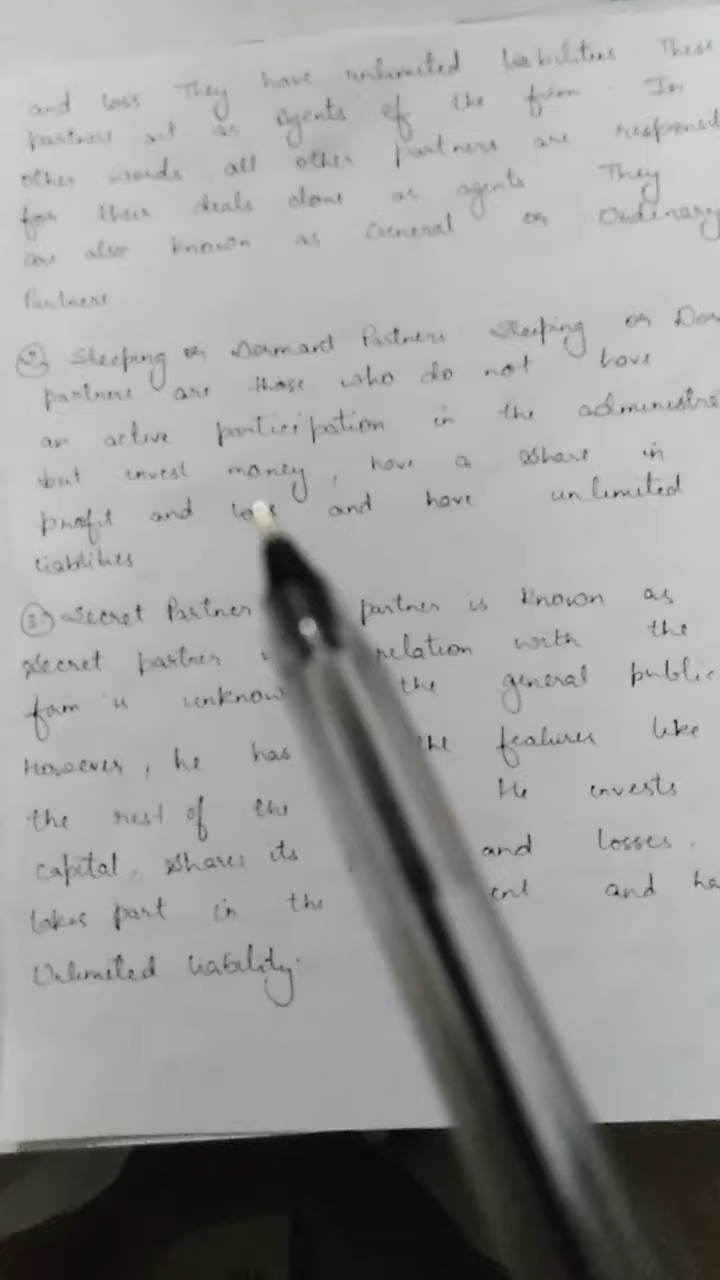 and loss They have unlimited liabilities These
partners act as Agents of the firm In
other words all other partners are
for their deals done as agents They
are also known as General or Ordinary
Partners
② Sleeping or Dormant Partners Sleeping or
partners are those who do not have
an active participation in the
but invest money, have a share in
profit and loss and have unlimited
liabilities
③ Secret Partner partner is known as
Secret partner relation with the
firm is the general public
However, he has features like
the rest of the He invests
capital, shares its and losses,
takes part in the and
Unlimited liability.